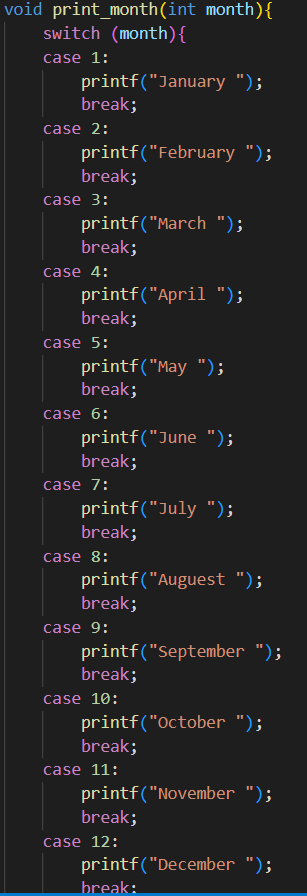 void print_month(int month){
switch (month){
case 1:
printf("January ");
break;
case 2:
printf("February ");
break;
case 3:
printf("March ");
break;
case 4:
printf("April ");
break;
case 5:
printf("May ");
break;
case 6:
printf("June ");
break;
case 7:
printf("July ");
break;
case 8:
printf("Auguest ");
break;
case 9:
printf("September ");
break;
case 10:
printf("October ");
break;
case 11:
printf("November ");
break;
case 12:
printf("December ");
break;